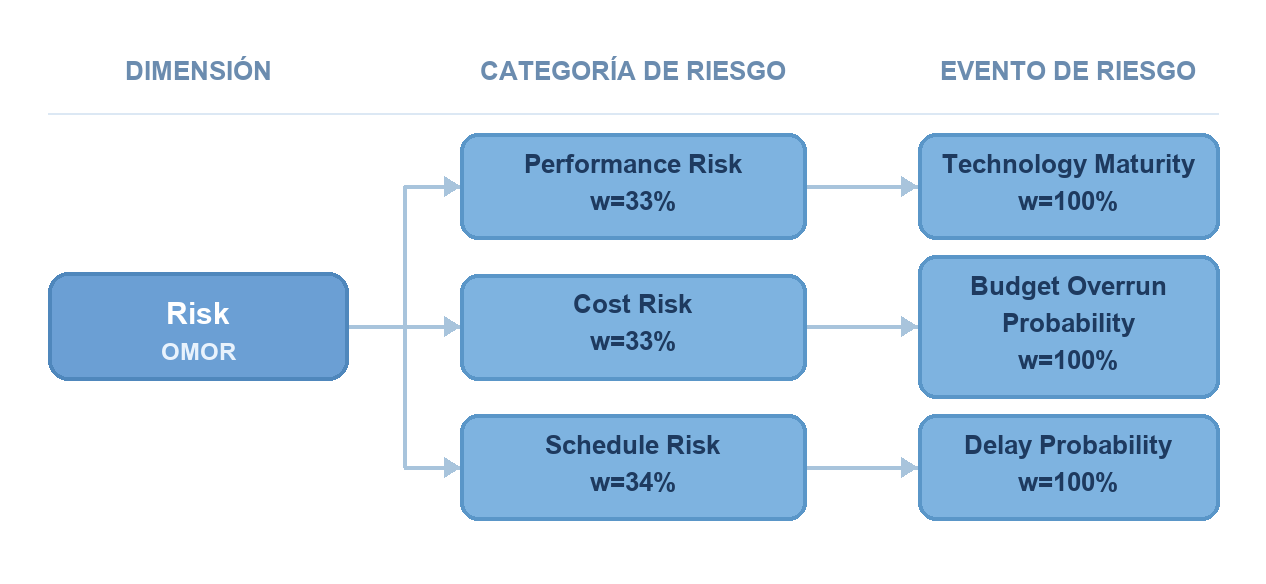 DIMENSIÓN
CATEGORÍA DE RIESGO
EVENTO DE RIESGO
Risk
OMOR
Performance Risk
w=33%
Technology Maturity
w=100%
Cost Risk
w=33%
Budget Overrun
Probability
w=100%
Schedule Risk
w=34%
Delay Probability
w=100%